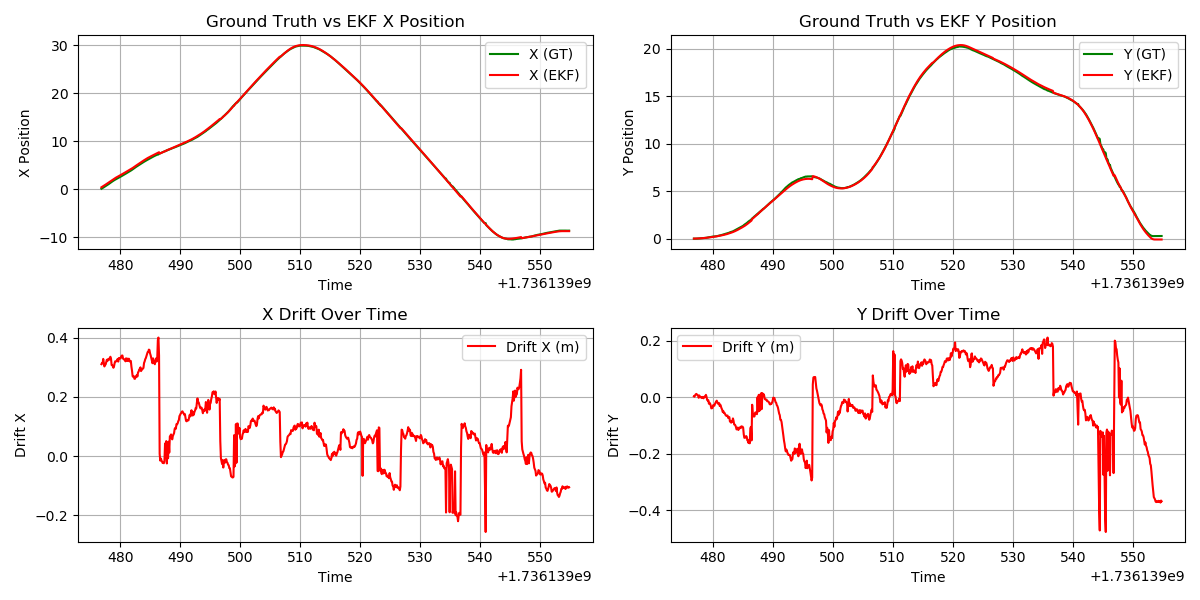 Ground Truth vs EKF X Position
X Position
30
20
10
0
−10
X (GT)
X (EKF)
480 490 500 510 520 530 540 550
Time
+1.736139e9
Ground Truth vs EKF Y Position
Y Position
20
15
10
5
0
Y (GT)
Y (EKF)
480 490 500 510 520 530 540 550
Time
+1.736139e9
X Drift Over Time
Drift X
0.4
0.2
0.0
−0.2
Drift X (m)
480 490 500 510 520 530 540 550
Time
+1.736139e9
Y Drift Over Time
Drift Y
0.2
0.0
−0.2
−0.4
Drift Y (m)
480 490 500 510 520 530 540 550
Time
+1.736139e9